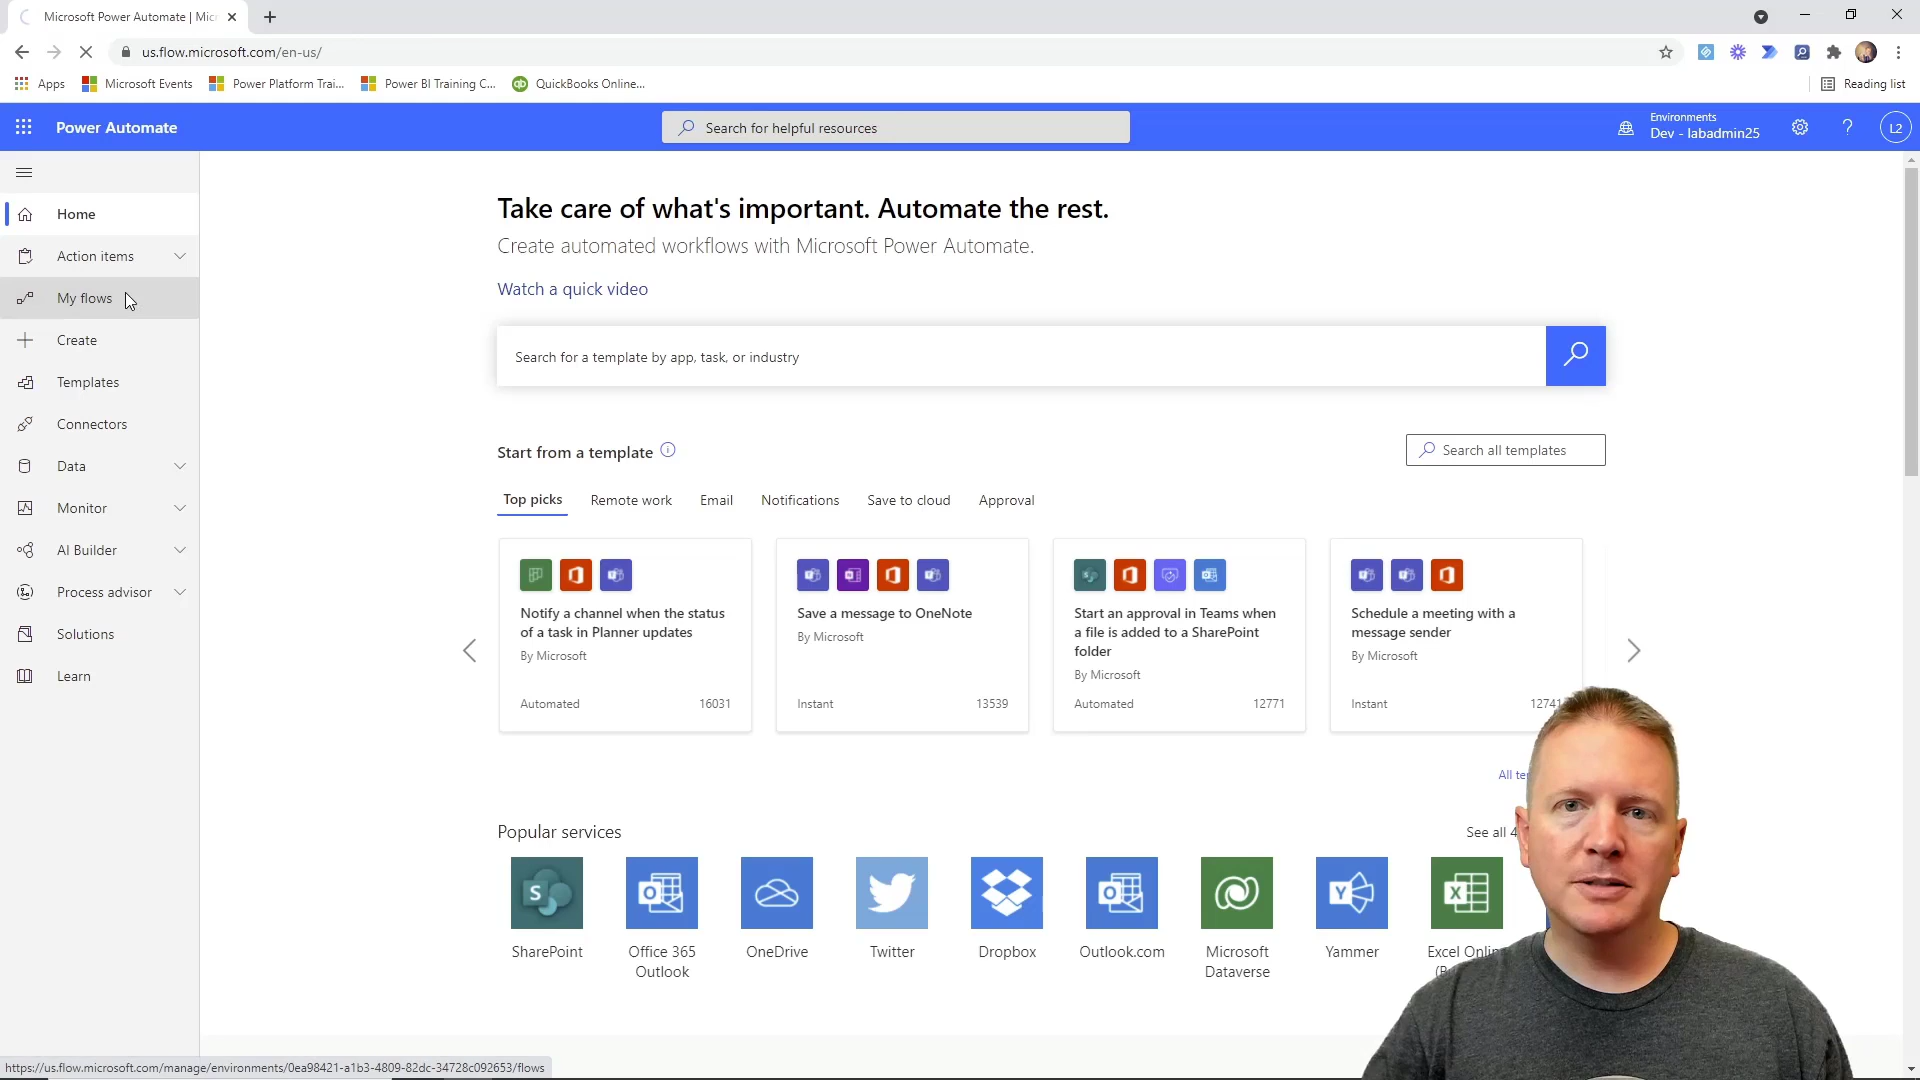 Microsoft Power Automate | Mic
us.flow.microsoft.com/en-us/
Apps
Microsoft Events
Power Platform Trai...
Power BI Training C...
qb
QuickBooks Online...
Reading list
Power Automate
Search for helpful resources
Environments
Dev - labadmin25
?
L2
Home
Action items
My flows
Create
Templates
Connectors
Data
Monitor
AI Builder
Process advisor
Solutions
Learn
Take care of what's important. Automate the rest.
Create automated workflows with Microsoft Power Automate.
Watch a quick video
Search for a template by app, task, or industry
Start from a template
Search all templates
Top picks
Remote work
Email
Notifications
Save to cloud
Approval
Notify a channel when the status
of a task in Planner updates
By Microsoft
Automated
16031
Save a message to OneNote
By Microsoft
Instant
13539
Start an approval in Teams when
a file is added to a SharePoint
folder
By Microsoft
Automated
12771
Schedule a meeting with a
message sender
By Microsoft
Instant
12741
All
Popular services
See all
SharePoint
Office 365
Outlook
OneDrive
Twitter
Dropbox
Outlook.com
Microsoft
Dataverse
Yammer
Excel
https://us.flow.microsoft.com/manage/environments/0ea98421-a1b3-4809-82dc-34728c092653/flows